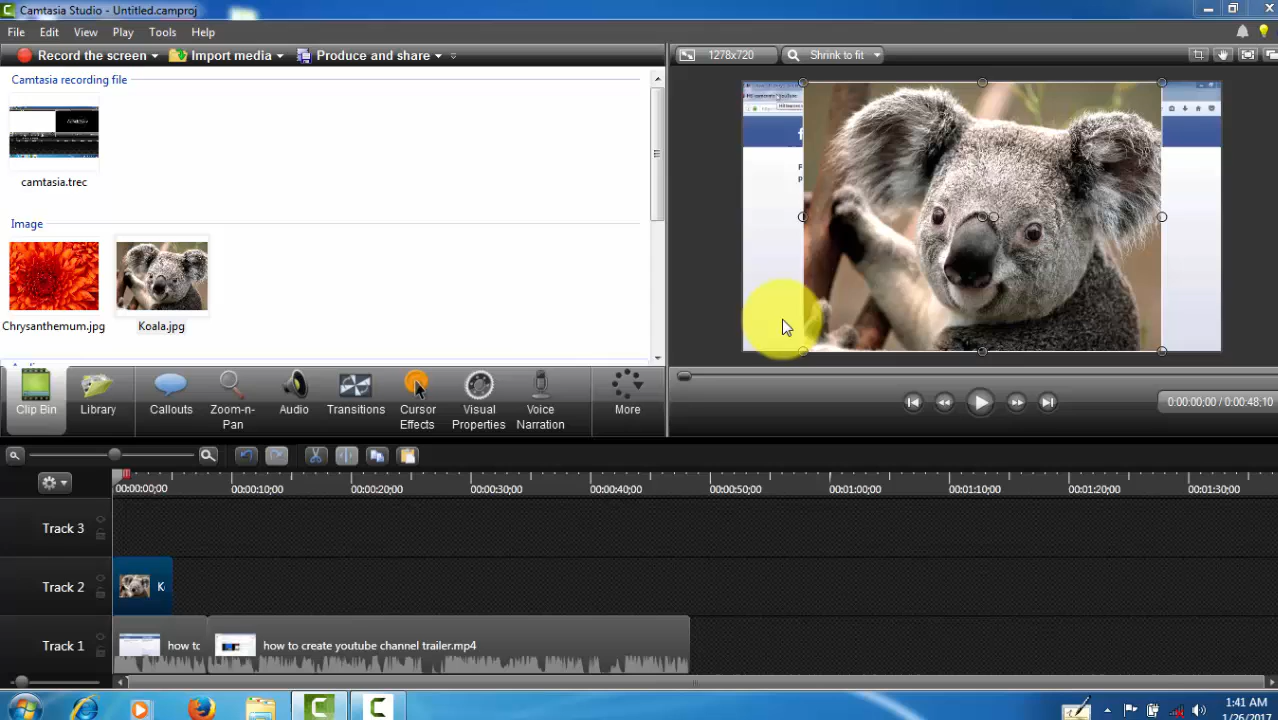 Camtasia Studio - Untitled.camproj
File Edit View Play Tools Help
Record the screen Import media Produce and share
1278x720 Shrink to fit
Camtasia recording file
camtasia.trec
Image
Chrysanthemum.jpg Koala.jpg
Clip Bin Library Callouts Zoom-n-Pan Audio Transitions Cursor Effects Visual Properties Voice Narration More
0:00:00;00 / 0:00:48;10
00:00:00;00 00:00:10;00 00:00:20;00 00:00:30;00 00:00:40;00 00:00:50;00 00:01:00;00 00:01:10;00 00:01:20;00 00:01:30;00
Track 3
Track 2
Track 1 how to how to create youtube channel trailer.mp4
1:41 AM
1/26/2017